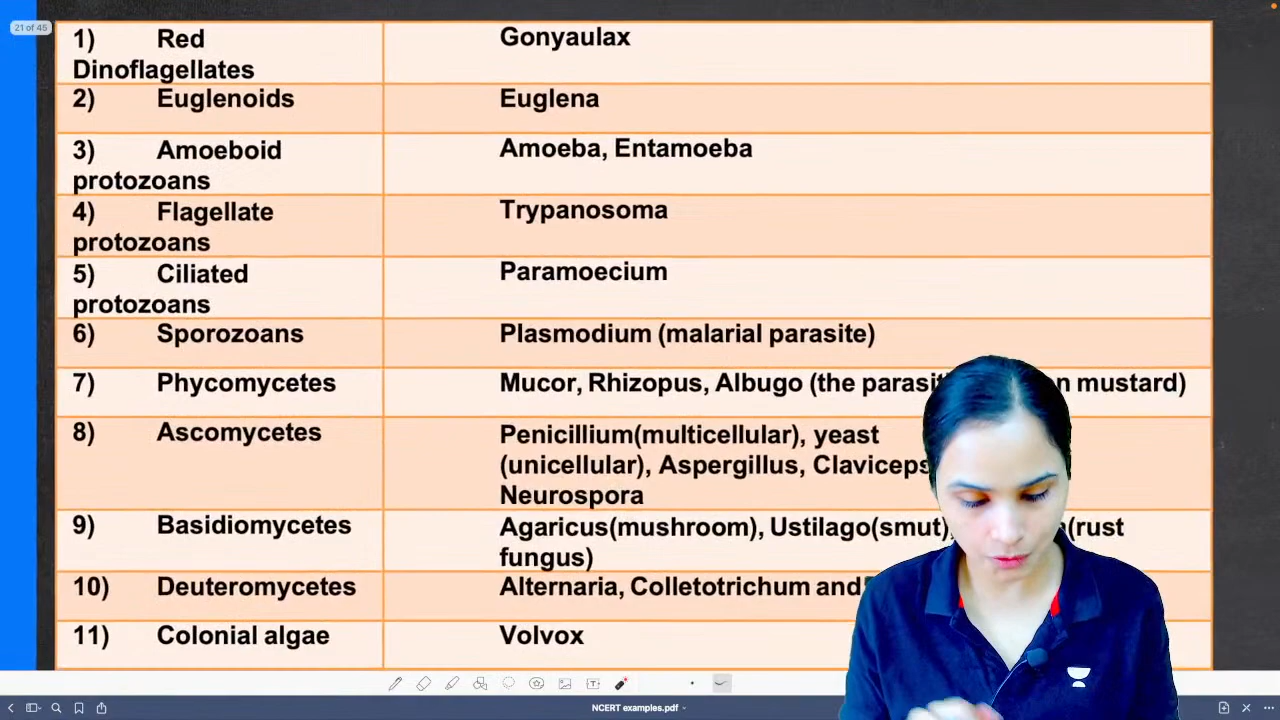 21 of 45
1) Red
Dinoflagellates
Gonyaulax
2) Euglenoids
Euglena
3) Amoeboid
protozoans
Amoeba, Entamoeba
4) Flagellate
protozoans
Trypanosoma
5) Ciliated
protozoans
Paramoecium
6) Sporozoans
Plasmodium (malarial parasite)
7) Phycomycetes
Mucor, Rhizopus, Albugo (the mustard)
8) Ascomycetes
Penicillium(multicellular), yeast
(unicellular), Aspergillus, Claviceps
Neurospora
9) Basidiomycetes
Agaricus(mushroom), Ustilago(smut) (rust
fungus)
10) Deuteromycetes
Alternaria, Colletotrichum and
11) Colonial algae
Volvox
NCERT examples.pdf